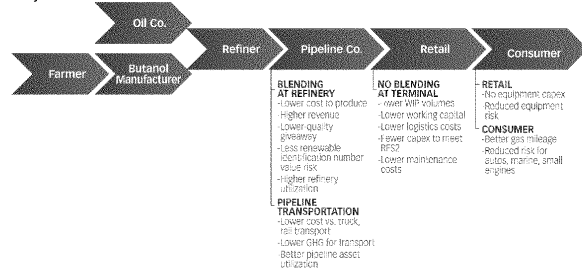 Oil Co.
Farmer
Butanol
Manufacturer
Refiner
Pipeline Co.
Retail
Consumer
BLENDING
AT REFINERY
-Lower cost to produce
-Higher revenue
-Lower quality
giveaway
-Less renewable
identification number
value risk
-Higher refinery
utilization
PIPELINE
TRANSPORTATION
-Lower cost vs. truck,
rail transport
-Lower GHG for transport
-Better pipeline asset
utilization
NO BLENDING
AT TERMINAL
-Lower WIP volumes
-Lower working capital
-Lower logistics costs
-Fewer capex to meet
RFS2
-Lower maintenance
costs
RETAIL
-No equipment capex
-Reduced equipment
risk
CONSUMER
-Better gas mileage
-Reduced risk for
autos, marine, small
engines